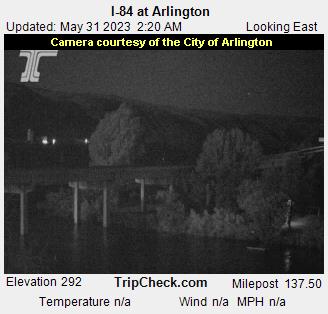 I-84 at Arlington
Updated: May 31 2023 2:20 AM Looking East
Camera courtesy of the City of Arlington
Elevation 292 TripCheck.com Milepost 137.50
Temperature n/a Wind n/a MPH n/a